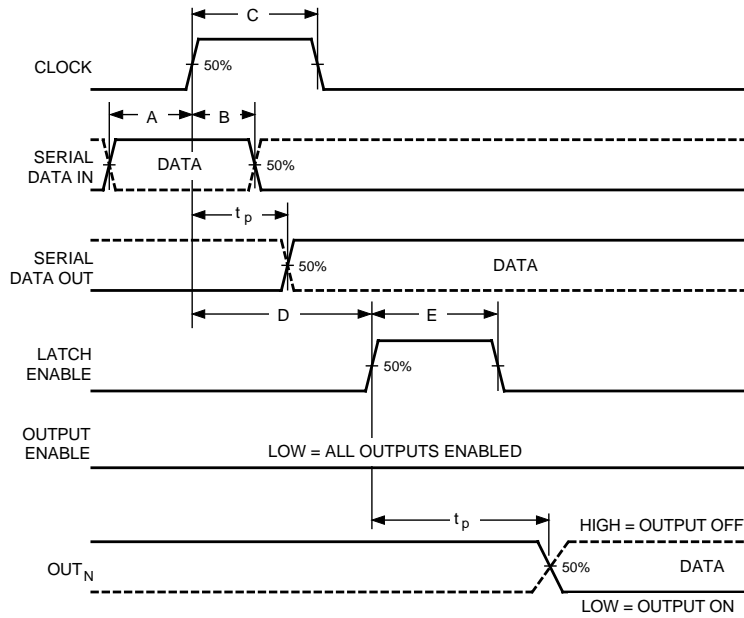 C
CLOCK
50%
A
B
SERIAL
DATA IN
DATA
50%
t p
SERIAL
DATA OUT
50%
DATA
D
E
LATCH
ENABLE
50%
OUTPUT
ENABLE
LOW = ALL OUTPUTS ENABLED
t p
HIGH = OUTPUT OFF
OUT N
50%
DATA
LOW = OUTPUT ON